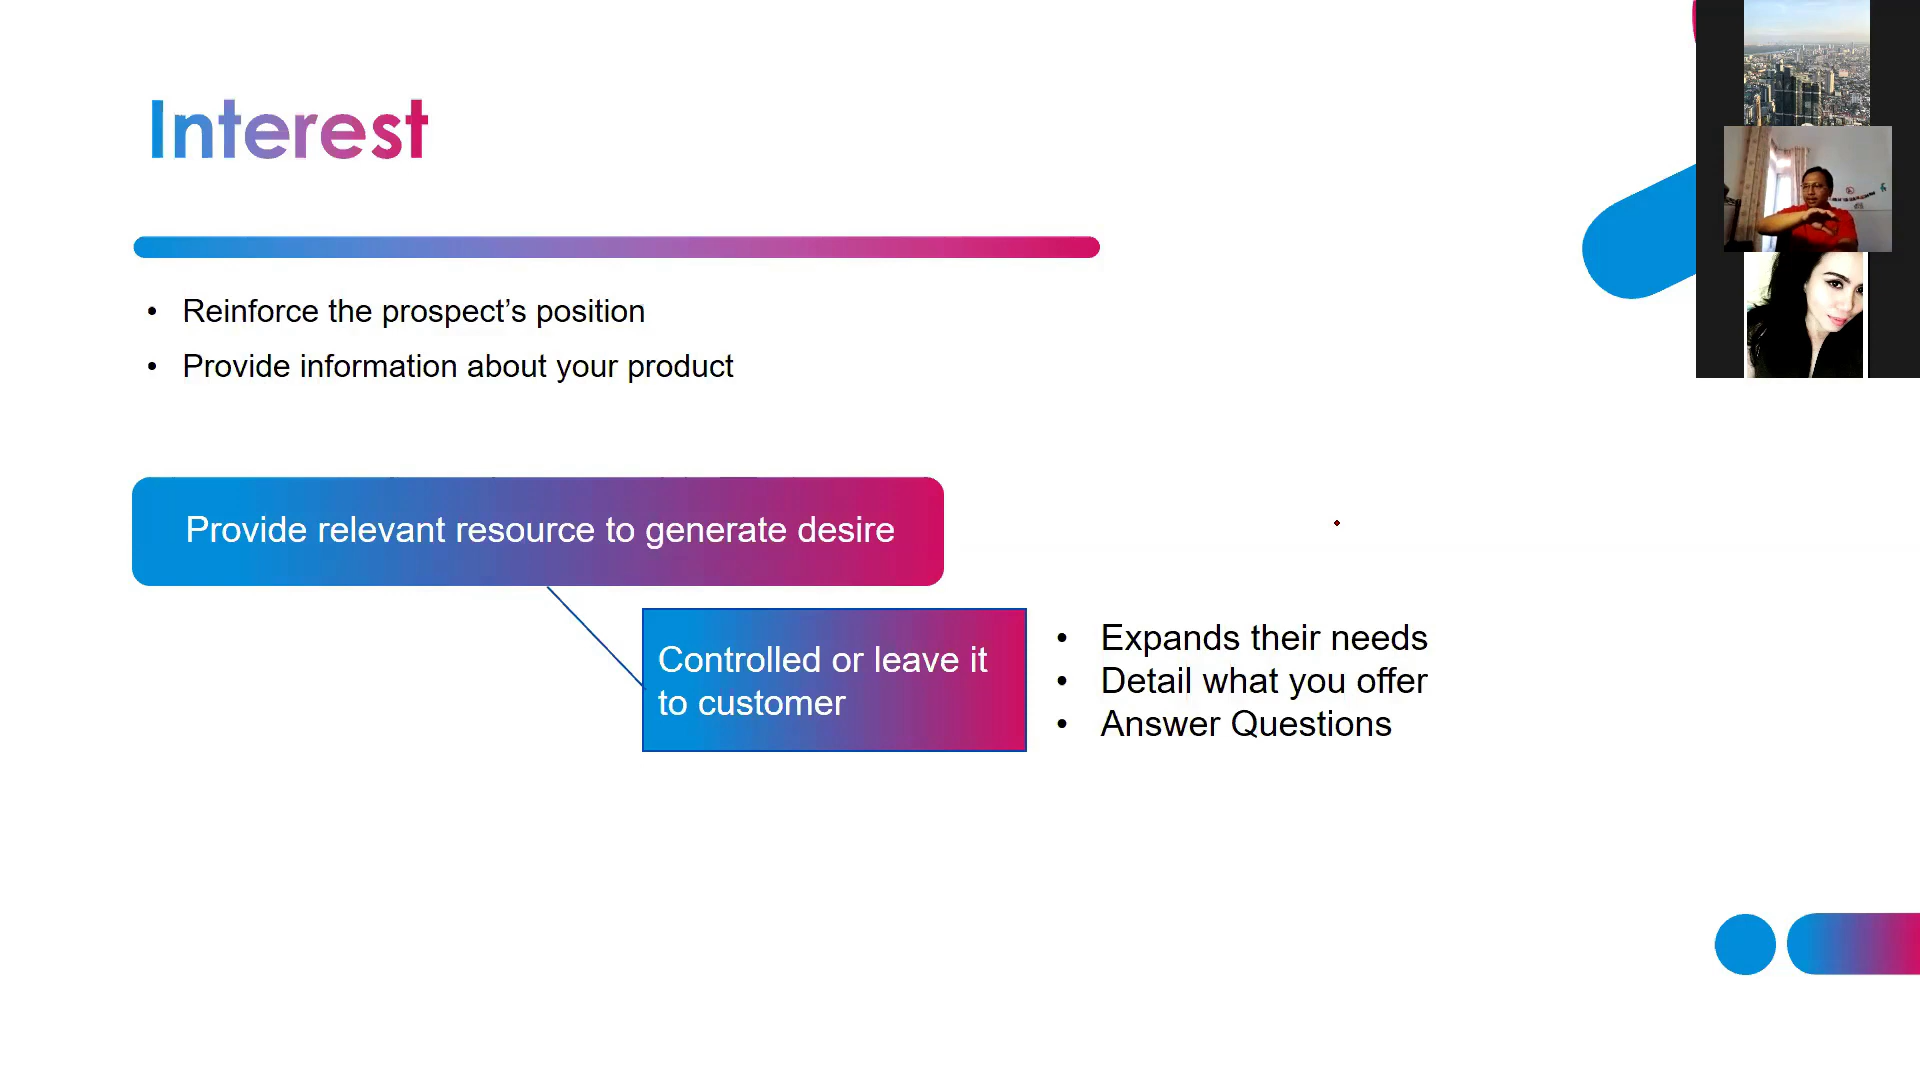 Interest
• Reinforce the prospect’s position
• Provide information about your product
Provide relevant resource to generate desire
Controlled or leave it
to customer
• Expands their needs
• Detail what you offer
• Answer Questions